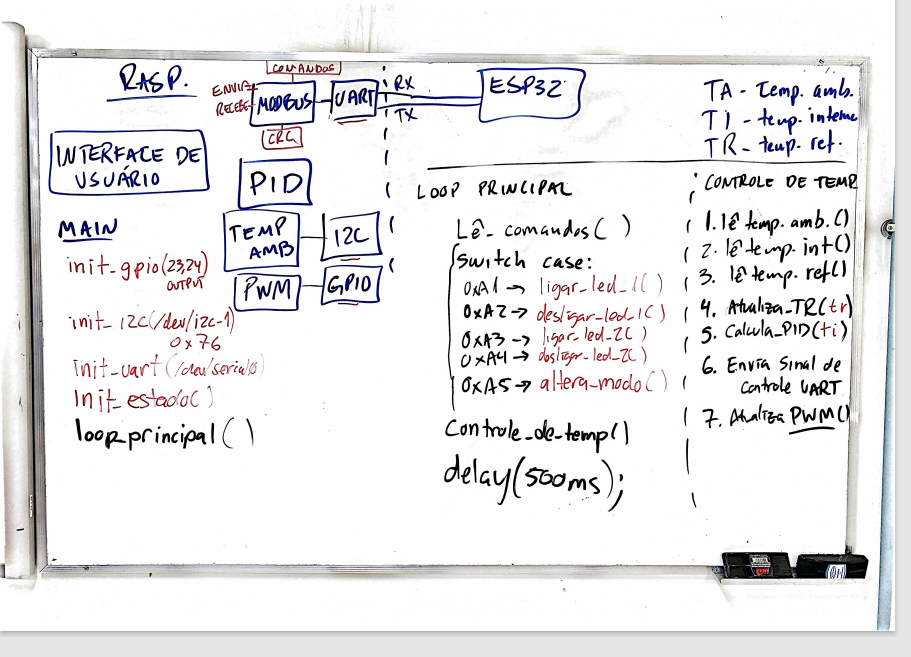 RASP.
COMANDOS
ENVIA
RECEBE
MODBUS
UART
RX
TX
CRC
ESP32
TA - Temp. amb.
TI - temp. interna
TR - temp. ref.
INTERFACE DE
USUÁRIO
PID
TEMP
AMB
I2C
PWM
GPIO
MAIN
init_gpio(23,24)
OUTPUT
init_I2C(/dev/i2c-1)
0x76
Init_uart(/dev/serial0)
Init_estado()
loop_principal()
LOOP PRINCIPAL
Lê_comandos()
Switch case:
0xA1 → ligar_led_1()
0xA2 → desligar_led_1()
0xA3 → ligar_led_2()
0xA4 → desligar_led_2()
0xA5 → altera_modo()
Controle_de_temp()
delay(500ms);
CONTROLE DE TEMP
1. lê temp. amb.()
2. lê temp. int()
3. lê temp. ref()
4. Atualiza_TR(tr)
5. Calcula_PID(ti)
6. Envia Sinal de
Controle UART
7. Atualiza PWM()